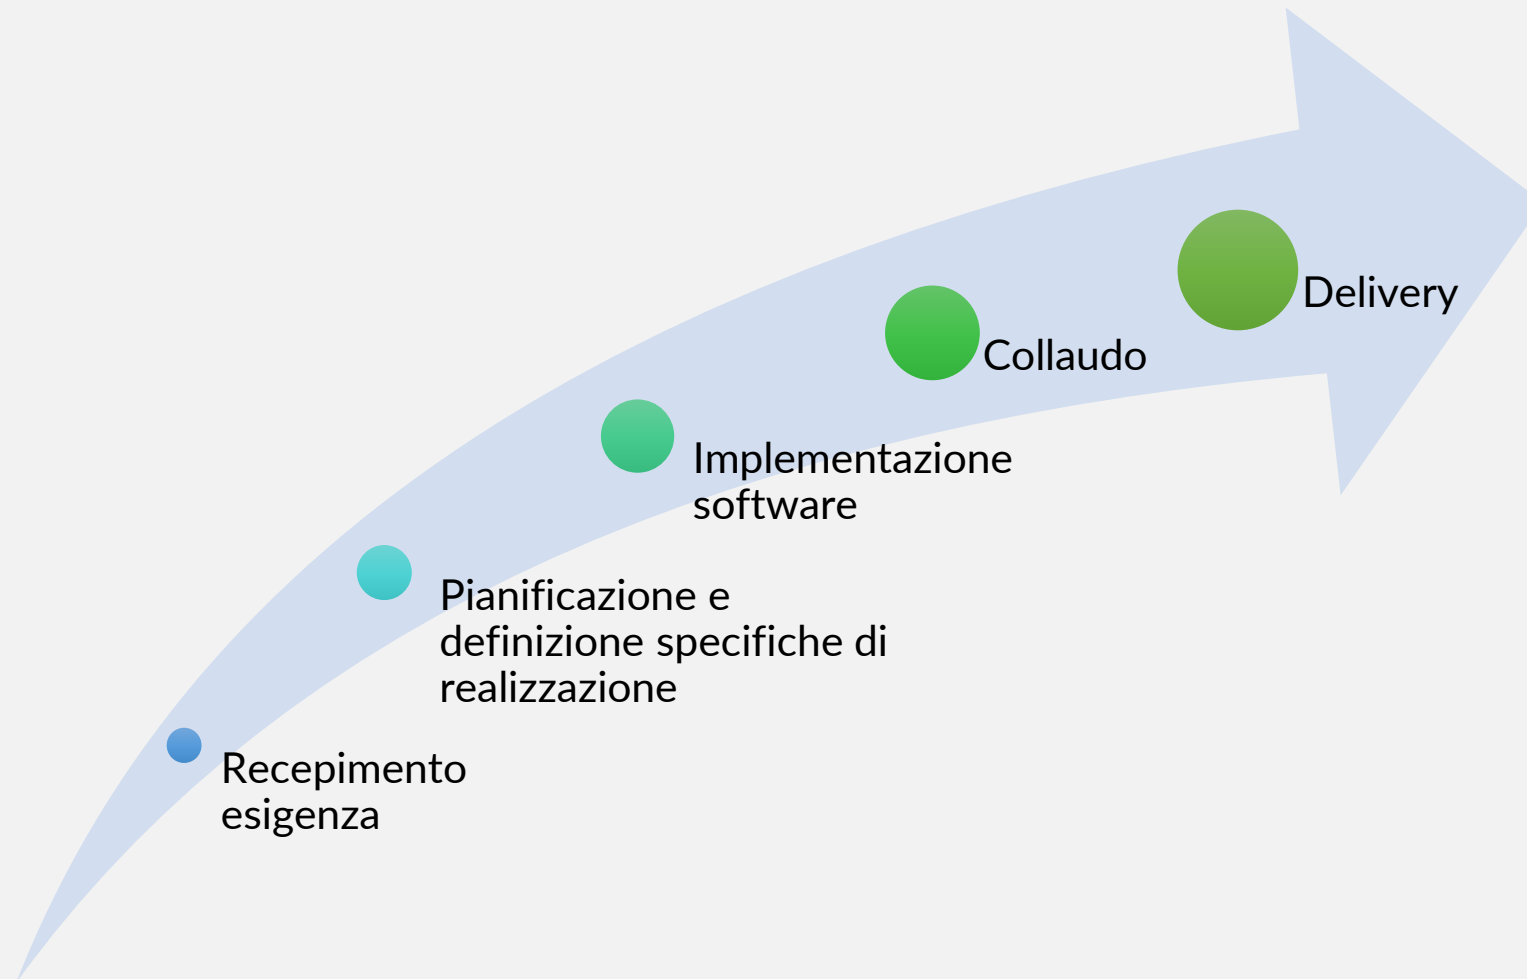 Delivery
Collaudo
Implementazione
software
Pianificazione e
definizione specifiche di
realizzazione
Recepimento
esigenza